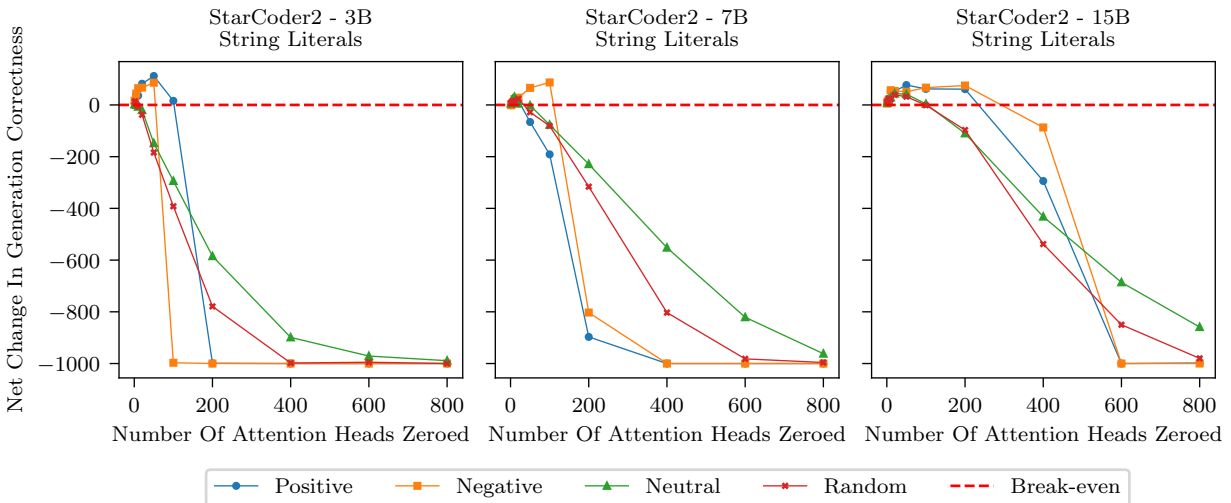 StarCoder2 - 3B
String Literals
StarCoder2 - 7B
String Literals
StarCoder2 - 15B
String Literals
Net Change In Generation Correctness
0
−200
−400
−600
−800
−1000
0 200 400 600 800
0 200 400 600 800
0 200 400 600 800
Number Of Attention Heads Zeroed
Number Of Attention Heads Zeroed
Number Of Attention Heads Zeroed
Positive Negative Neutral Random Break-even